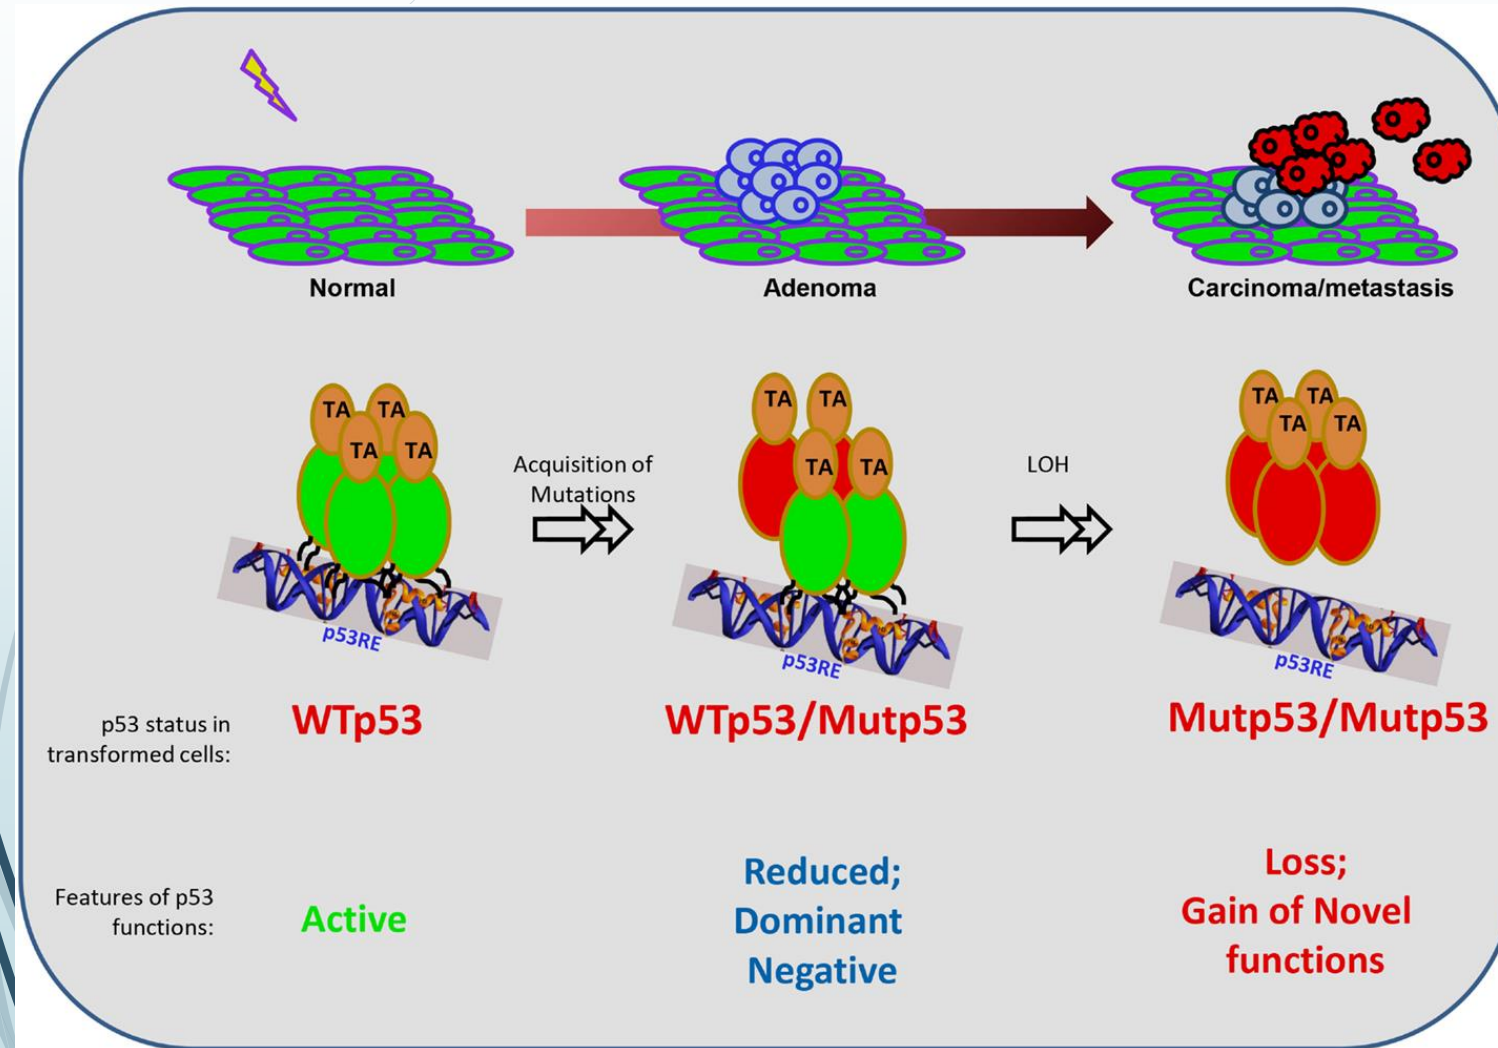 Normal
Adenoma
Carcinoma/metastasis
TA
TA
TA
TA
TA
TA
TA
TA
TA
TA
TA
TA
Acquisition of
Mutations
LOH
p53RE
p53RE
p53RE
p53 status in
transformed cells:
WTp53
WTp53/Mutp53
Mutp53/Mutp53
Features of p53
functions:
Active
Reduced;
Dominant
Negative
Loss;
Gain of Novel
functions